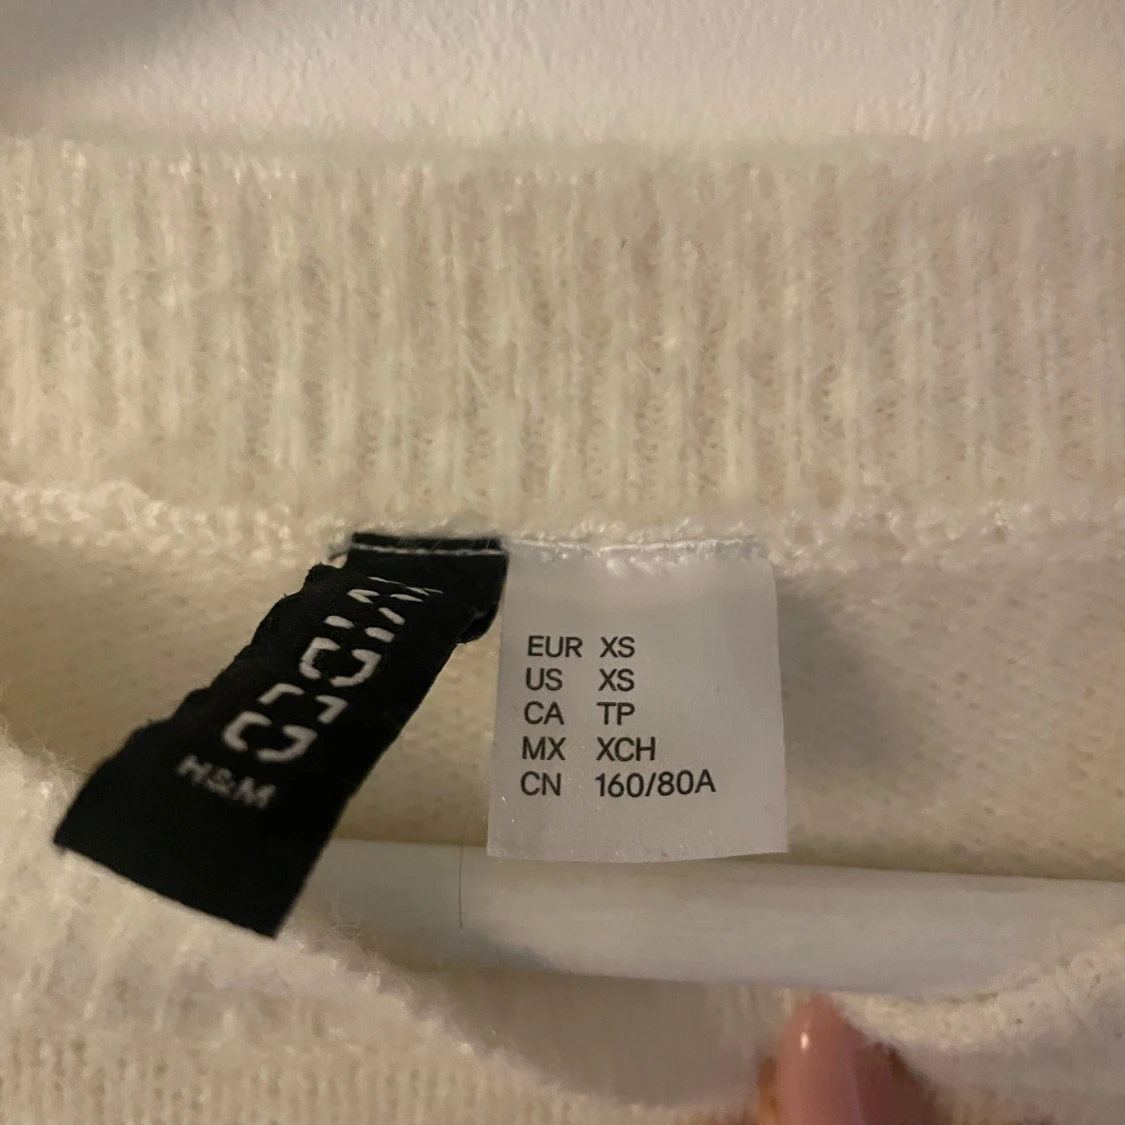 H&M
EUR XS
US XS
CA TP
MX XCH
CN 160/80A